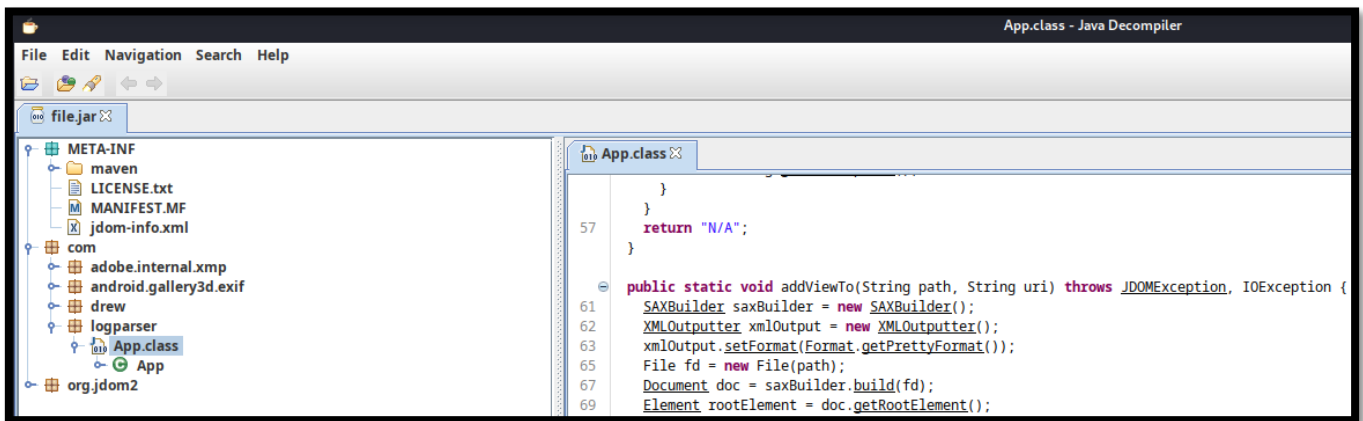 App.class - Java Decompiler
File Edit Navigation Search Help
file.jar
META-INF
maven
LICENSE.txt
MANIFEST.MF
jdom-info.xml
com
adobe.internal.xmp
android.gallery3d.exif
drew
logparser
App.class
App
org.jdom2
App.class
}
}
57 return "N/A";
}
public static void addViewTo(String path, String uri) throws JDOMException, IOException {
61 SAXBuilder saxBuilder = new SAXBuilder();
62 XMLOutputter xmlOutput = new XMLOutputter();
63 xmlOutput.setFormat(Format.getPrettyFormat());
65 File fd = new File(path);
67 Document doc = saxBuilder.build(fd);
69 Element rootElement = doc.getRootElement();